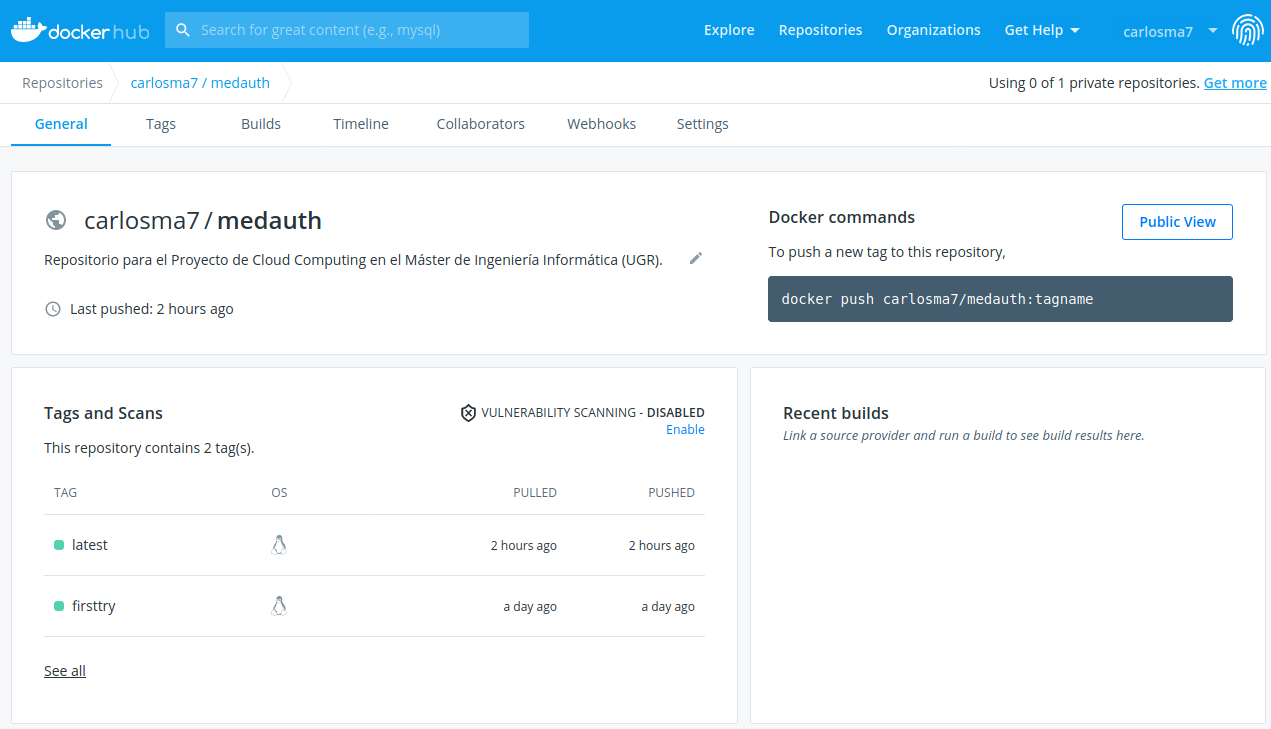 docker hub Search for great content (e.g., mysql) Explore Repositories Organizations Get Help carlosma7
Repositories carlosma7 / medauth Using 0 of 1 private repositories. Get more
General Tags Builds Timeline Collaborators Webhooks Settings
carlosma7 / medauth
Repositorio para el Proyecto de Cloud Computing en el Máster de Ingeniería Informática (UGR).
Last pushed: 2 hours ago
Docker commands
Public View
To push a new tag to this repository,
docker push carlosma7/medauth:tagname
Tags and Scans
VULNERABILITY SCANNING - DISABLED
Enable
This repository contains 2 tag(s).
TAG OS PULLED PUSHED
latest 2 hours ago 2 hours ago
firsttry a day ago a day ago
See all
Recent builds
Link a source provider and run a build to see build results here.